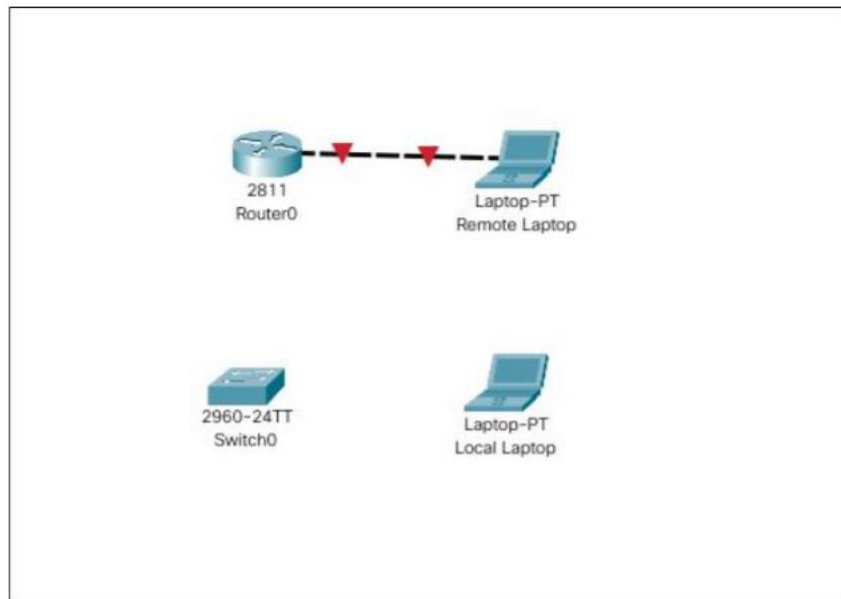 2811
Router0
Laptop-PT
Remote Laptop
2960-24TT
Switch0
Laptop-PT
Local Laptop